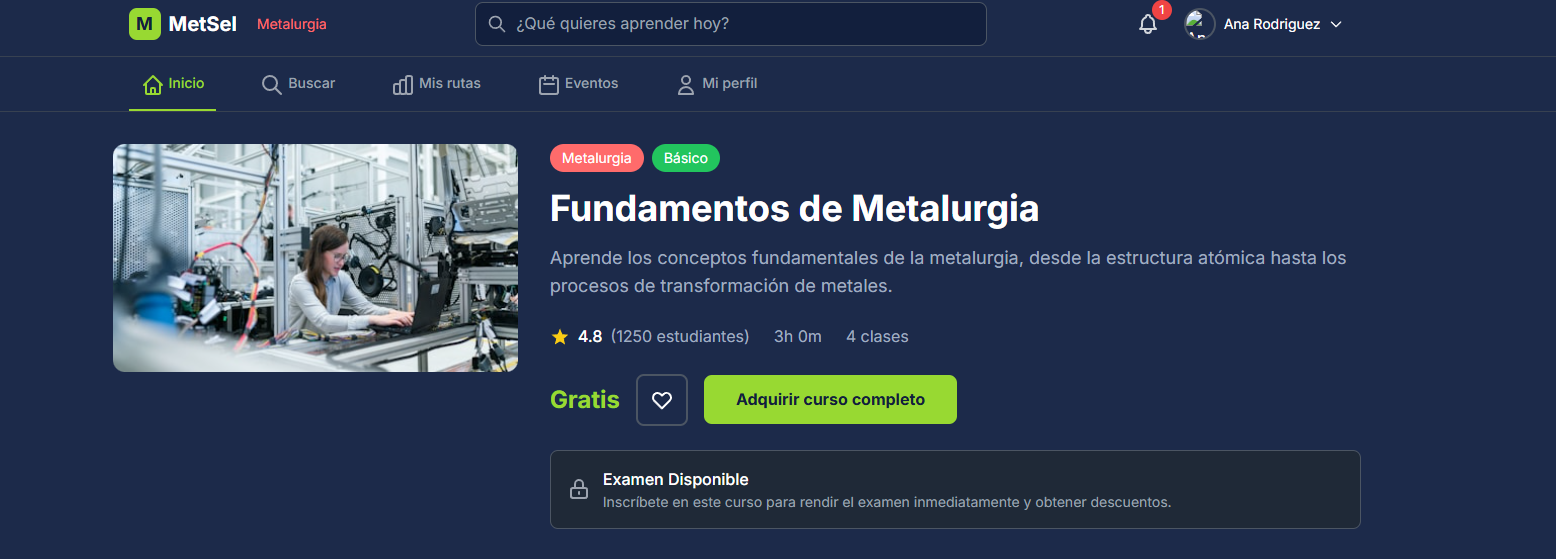 M MetSel Metalurgia
¿Qué quieres aprender hoy?
1
Ana Rodriguez
Inicio Buscar Mis rutas Eventos Mi perfil
Metalurgia Básico
Fundamentos de Metalurgia
Aprende los conceptos fundamentales de la metalurgia, desde la estructura atómica hasta los
procesos de transformación de metales.
4.8 (1250 estudiantes) 3h 0m 4 clases
Gratis Adquirir curso completo
Examen Disponible
Inscríbete en este curso para rendir el examen inmediatamente y obtener descuentos.